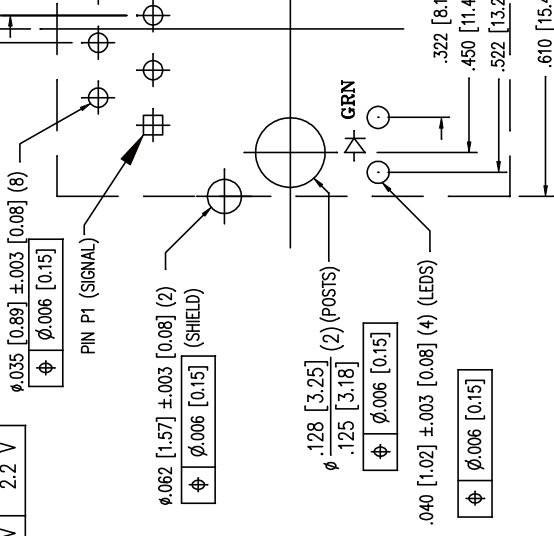 ø.035 [0.89] ±.003 [0.08] (8)
⌖ Ø.006 [0.15]
PIN P1 (SIGNAL)
ø.062 [1.57] ±.003 [0.08] (2)
(SHIELD)
⌖ Ø.006 [0.15]
ø .128 [3.25]
.125 [3.18]
(2) (POSTS)
⌖ Ø.006 [0.15]
.040 [1.02] ±.003 [0.08] (4) (LEDS)
⌖ Ø.006 [0.15]
GRN
.322 [8.1
.450 [11.4
.522 [13.2
.610 [15.4
2.2 V
V